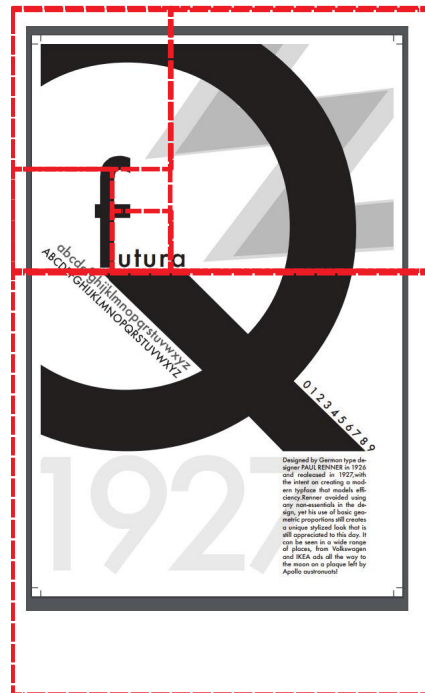 Q
futura
abcdefghijklmnopqrstuvwxyz
ABCDEFGHIJKLMNOPQRSTUVWXYZ
0123456789
1927
Designed by German type de-
signer PAUL RENNER in 1926
and realeased in 1927,with
the intent on creating a mod-
ern typface that models effi-
ciency.Renner avoided using
any non-essentials in the de-
sign, yet his use of basic geo-
metric proportions still creates
a unique stylized look that is
still appreciated to this day. It
can be seen in a wide range
of places, from Volkswagen
and IKEA ads all the way to
the moon on a plaque left by
Apollo austronuats!